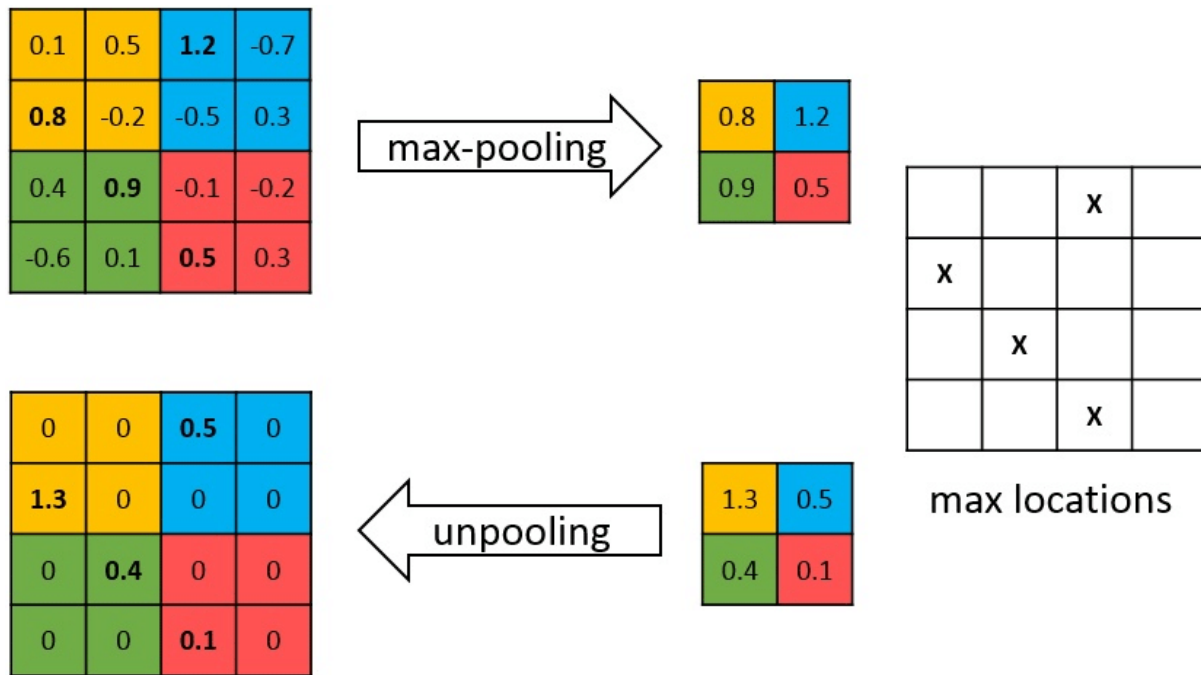 0.1 0.5 1.2 -0.7
0.8 -0.2 -0.5 0.3
0.4 0.9 -0.1 -0.2
-0.6 0.1 0.5 0.3
max-pooling
0.8 1.2
0.9 0.5
X
X
X
X
max locations
0 0 0.5 0
1.3 0 0 0
0 0.4 0 0
0 0 0.1 0
unpooling
1.3 0.5
0.4 0.1